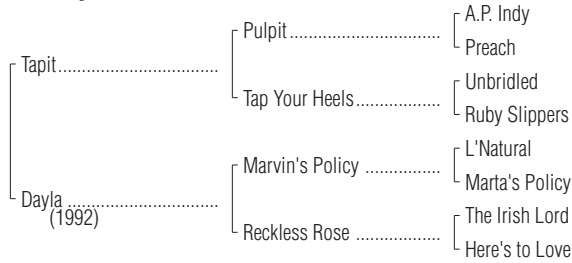 A.P. Indy
Pulpit
Preach
Tapit
Unbridled
Tap Your Heels
Ruby Slippers
L'Natural
Marvin's Policy
Marta's Policy
Dayla
(1992)
The Irish Lord
Reckless Rose
Here's to Love